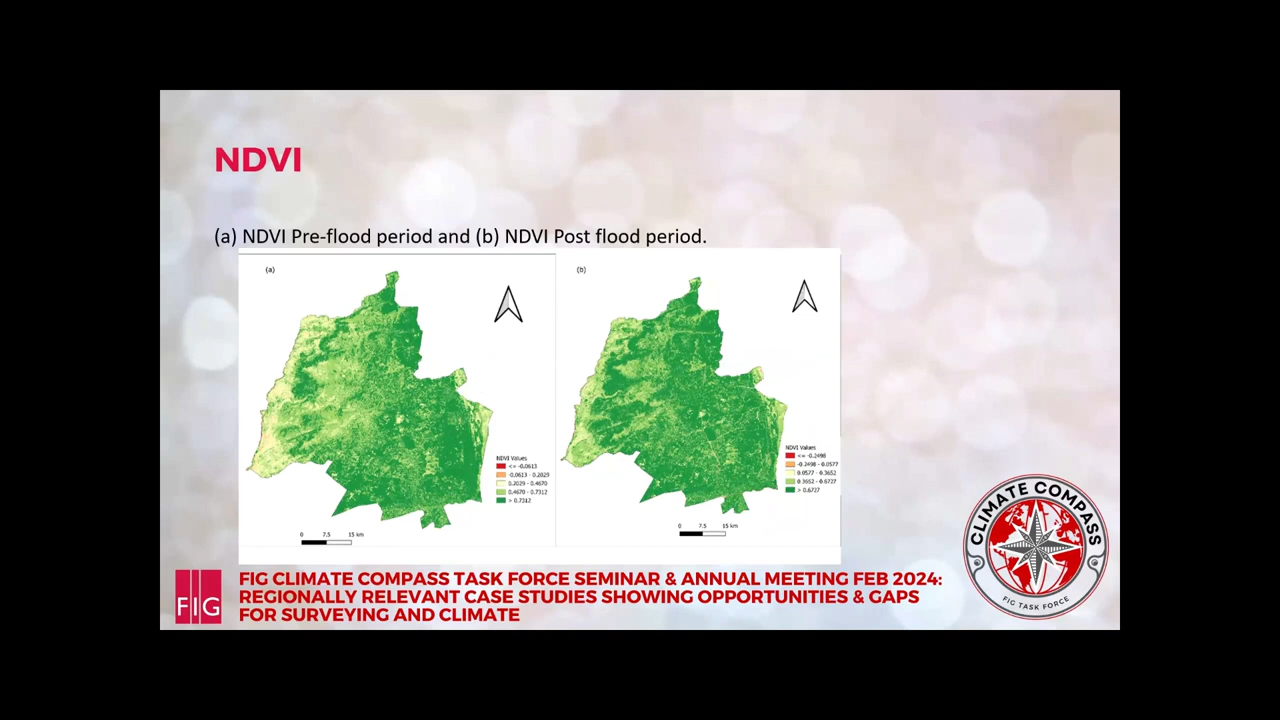 NDVI
(a) NDVI Pre-flood period and (b) NDVI Post flood period.
(a)
NDVI Values
<= -0.0613
-0.0613 - 0.2029
0.2029 - 0.4670
0.4670 - 0.7312
> 0.7312
0 7.5 15 km
(b)
NDVI Values
<= -0.2498
-0.2498 - 0.0577
0.0577 - 0.3652
0.3652 - 0.6727
> 0.6727
0 7.5 15 km
FIG
FIG CLIMATE COMPASS TASK FORCE SEMINAR & ANNUAL MEETING FEB 2024:
REGIONALLY RELEVANT CASE STUDIES SHOWING OPPORTUNITIES & GAPS
FOR SURVEYING AND CLIMATE
CLIMATE COMPASS
FIG TASK FORCE